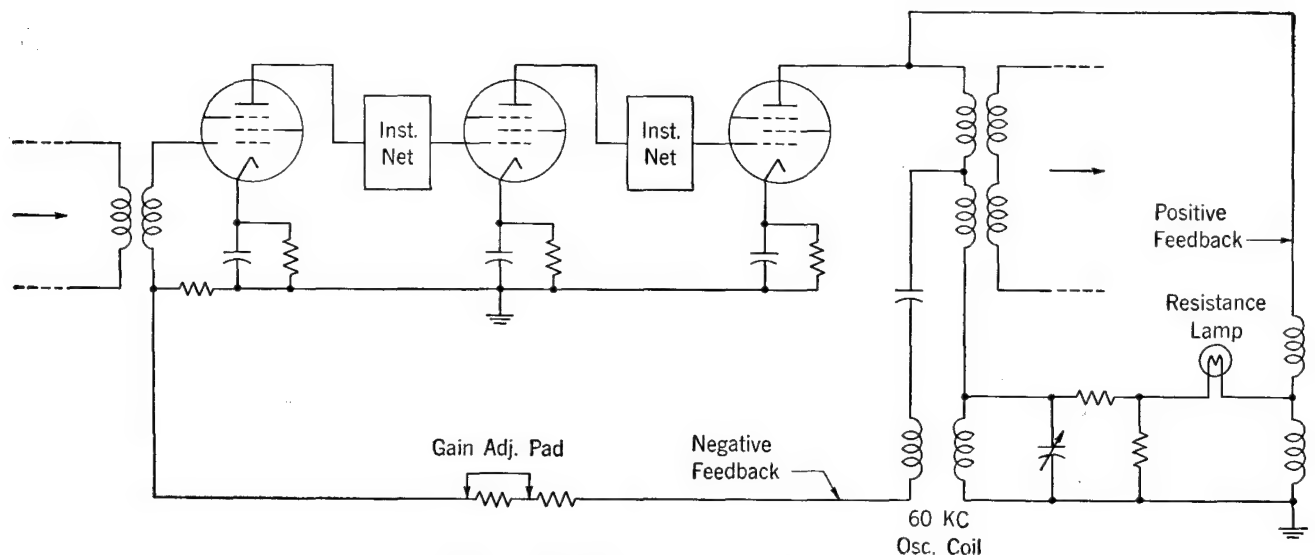 Inst.
Net
Inst.
Net
Positive
Feedback
Resistance
Lamp
Gain Adj. Pad
Negative
Feedback
60 KC
Osc. Coil